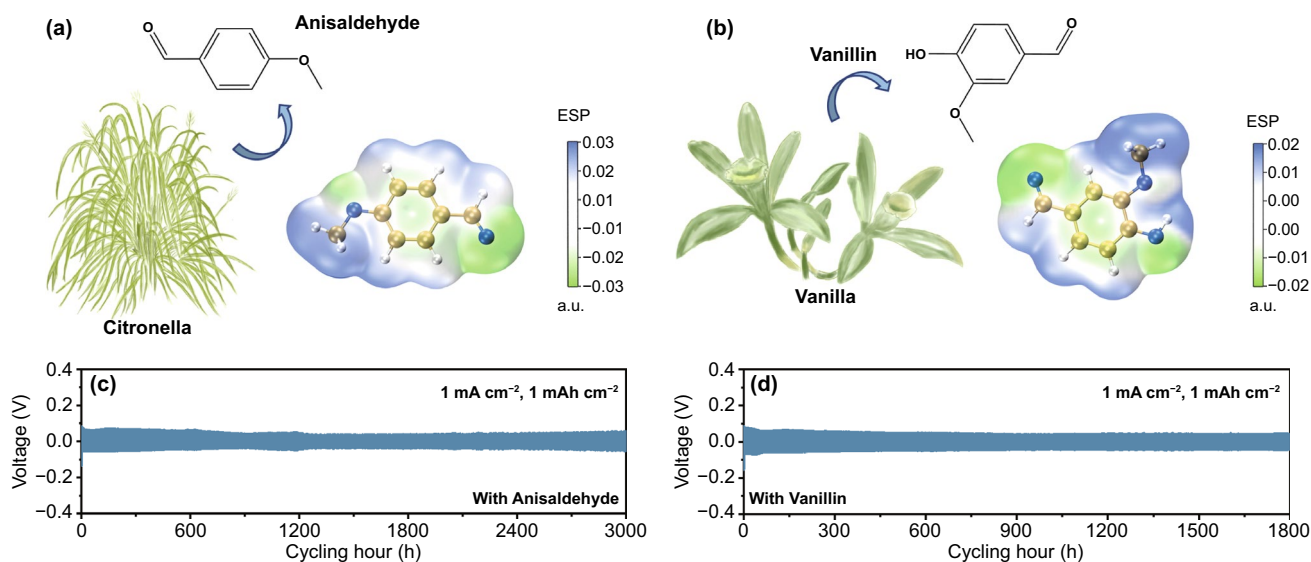 (a)
Anisaldehyde
O
O
Citronella
ESP
0.03
0.02
0.01
−0.01
−0.02
−0.03
a.u.
(b)
Vanillin
HO
O
O
Vanilla
ESP
0.02
0.01
0.01
0.00
0.00
−0.01
−0.01
−0.02
a.u.
(c)
1 mA cm⁻², 1 mAh cm⁻²
Voltage (V)
0.4
0.2
0.0
−0.2
−0.4
With Anisaldehyde
0 600 1200 1800 2400 3000
Cycling hour (h)
(d)
1 mA cm⁻², 1 mAh cm⁻²
Voltage (V)
0.4
0.2
0.0
−0.2
−0.4
With Vanillin
0 300 600 900 1200 1500 1800
Cycling hour (h)